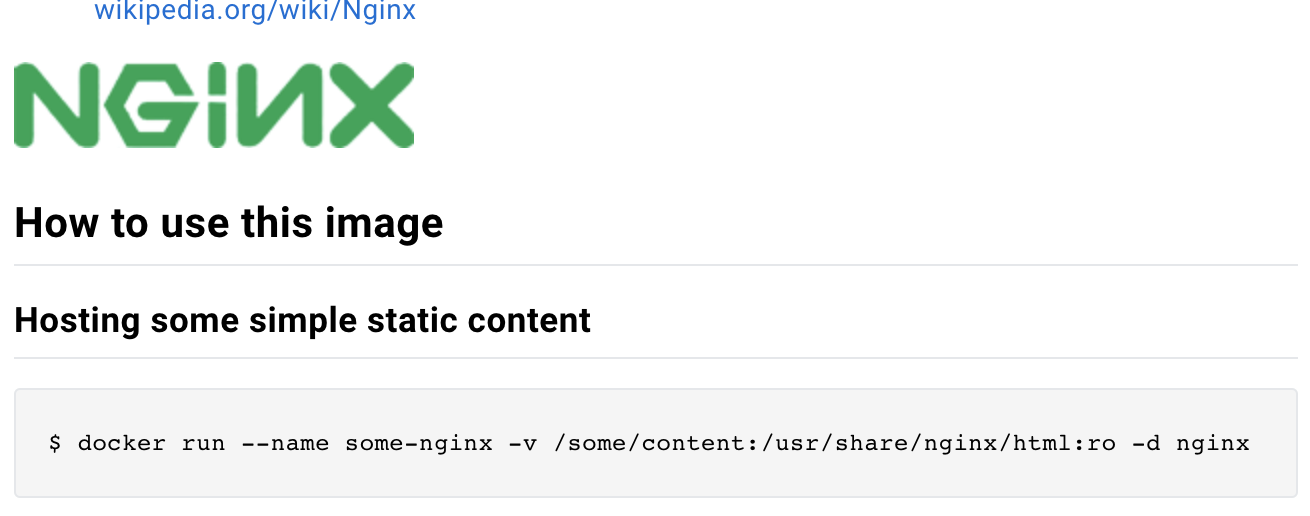 wikipedia.org/wiki/Nginx
NGiNX
How to use this image
Hosting some simple static content
$ docker run --name some-nginx -v /some/content:/usr/share/nginx/html:ro -d nginx